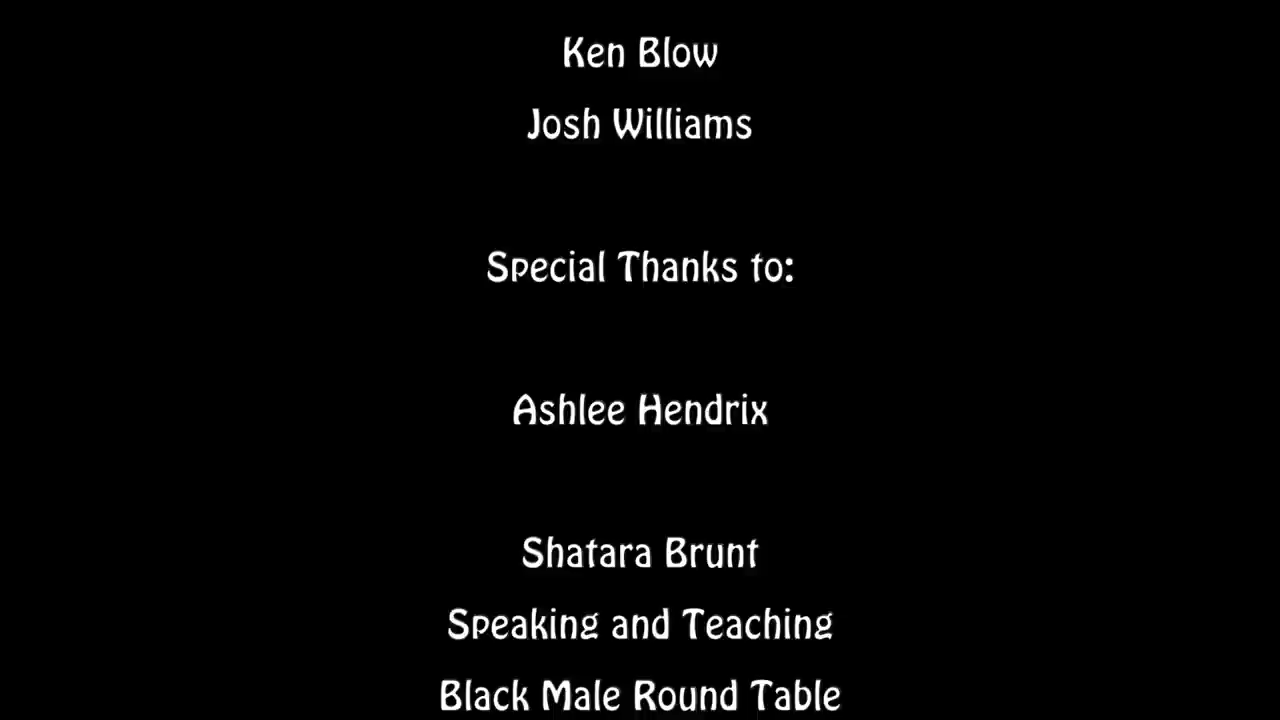 Ken Blow
Josh Williams
Special Thanks to:
Ashlee Hendrix
Shatara Brunt
Speaking and Teaching
Black Male Round Table